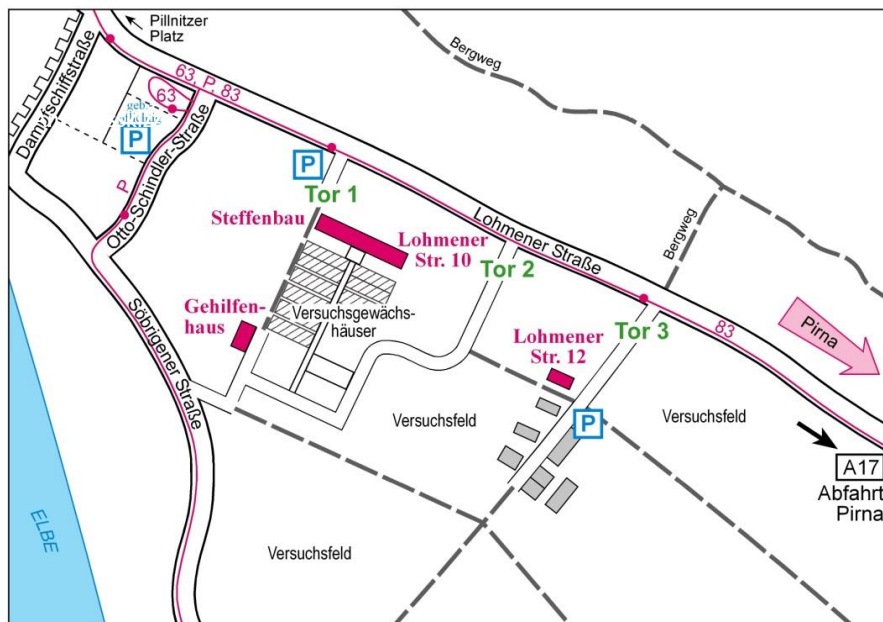 Pillnitzer
Platz
Bergweg
63, P, 83
Dampfschiffstraße
63
geb.
P
P
Otto-Schindler-Straße
P
Tor 1
Steffenbau
Lohmener
Str. 10
Lohmener Straße
Tor 2
Bergweg
Gehilfen-
haus
Versuchsgewächs-
häuser
Söbrigener Straße
Lohmener
Str. 12
Tor 3
83
Pirna
Versuchsfeld
P
Versuchsfeld
A17
Abfahrt
Pirna
ELBE
Versuchsfeld